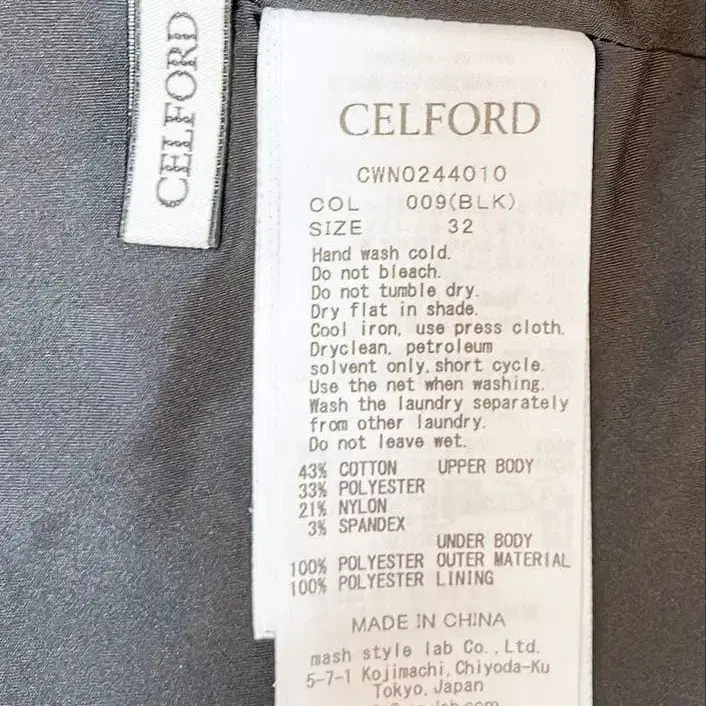 CELFORD
CELFORD
CWNO244010
COL 009(BLK)
SIZE 32
Hand wash cold.
Do not bleach.
Do not tumble dry.
Dry flat in shade.
Cool iron, use press cloth.
Dryclean, petroleum
solvent only, short cycle.
Use the net when washing.
Wash the laundry separately
from other laundry.
Do not leave wet.
43% COTTON UPPER BODY
33% POLYESTER
21% NYLON
3% SPANDEX
UNDER BODY
100% POLYESTER OUTER MATERIAL
100% POLYESTER LINING
MADE IN CHINA
mash style lab Co., Ltd.
5-7-1 Kojimachi, Chiyoda-Ku
Tokyo, Japan